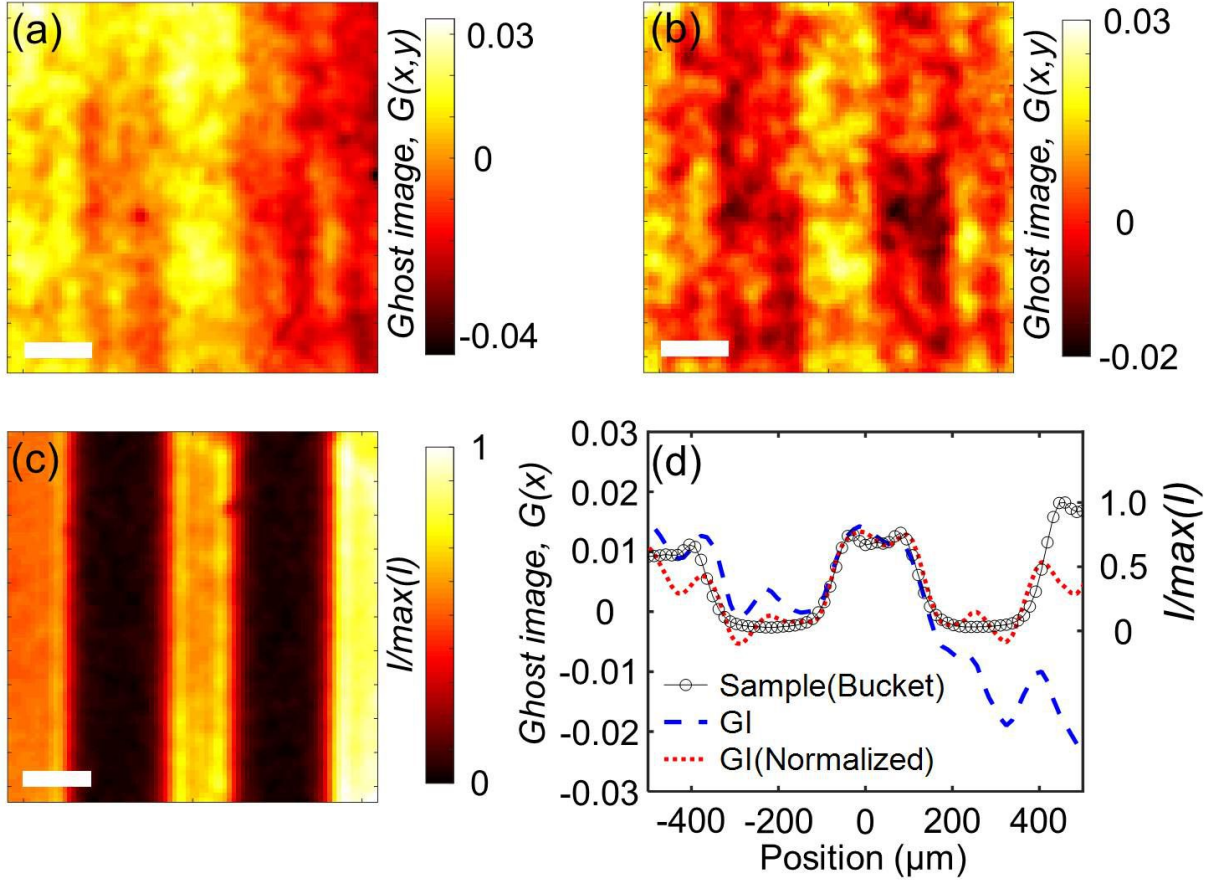 (a)
0.03
0
-0.04
Ghost image, G(x,y)
(b)
0.03
0
-0.02
Ghost image, G(x,y)
(c)
1
0
I/max(I)
(d)
0.03
0.02
0.01
0
-0.01
-0.02
-0.03
Ghost image, G(x)
1.0
0.5
0
I/max(I)
Sample(Bucket)
GI
GI(Normalized)
-400 -200 0 200 400
Position (µm)